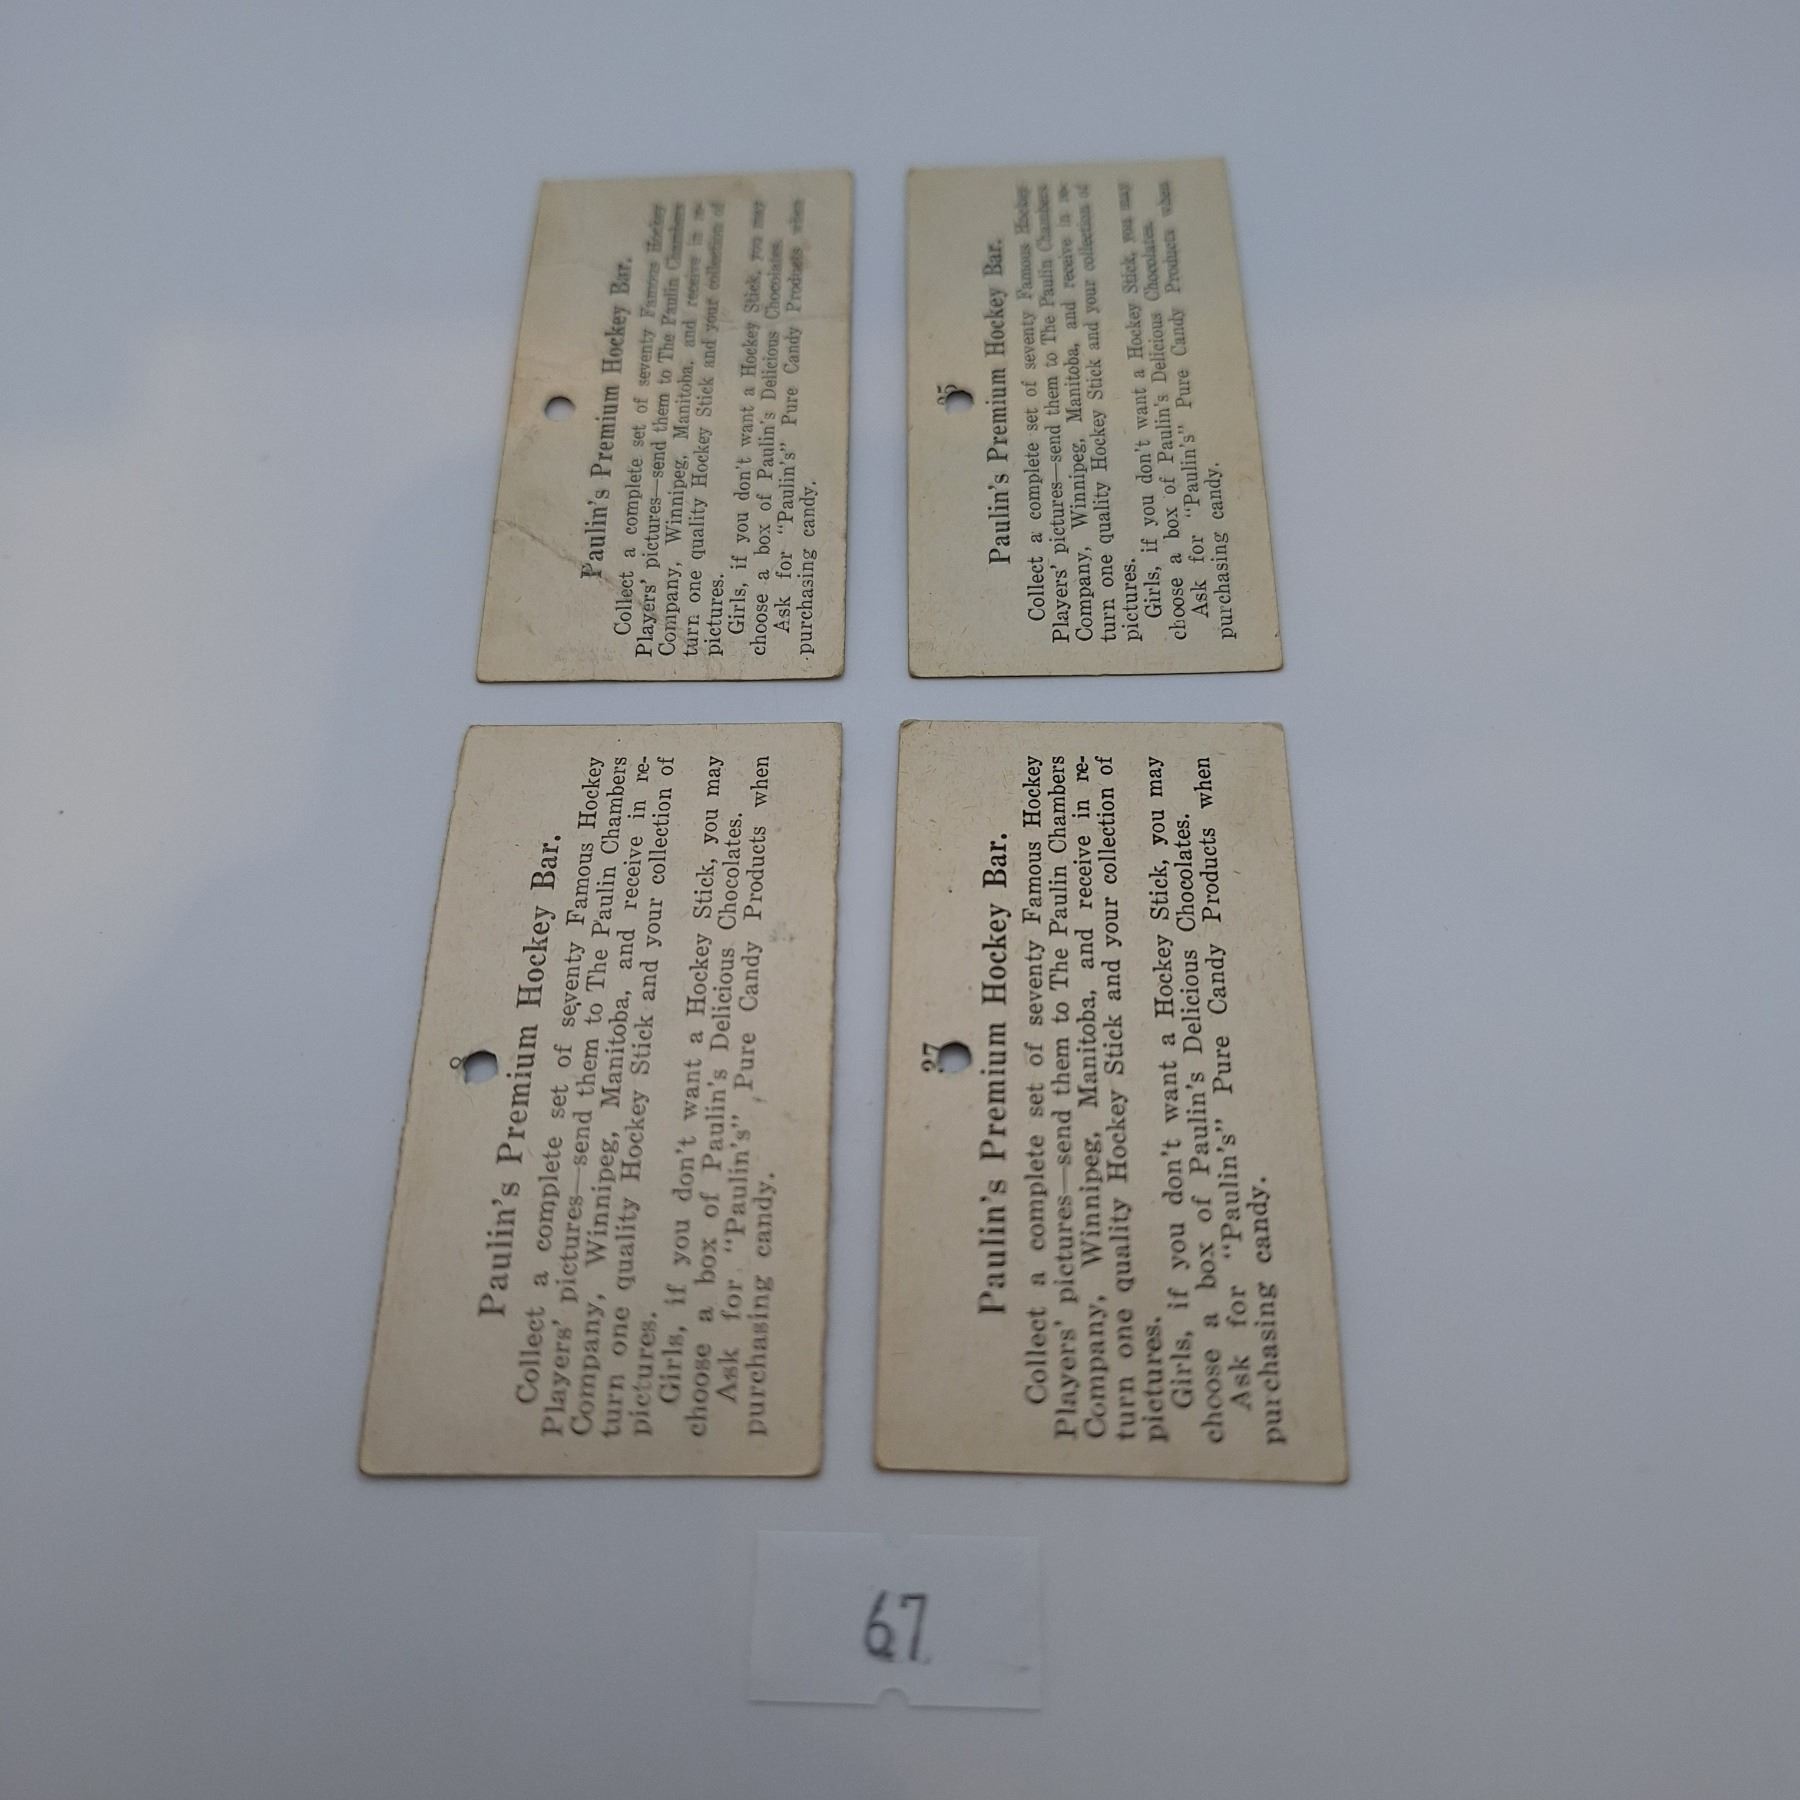 Paulin's Premium Hockey Bar.
Collect a complete set of seventy Famous Hockey
Players' pictures—send them to The Paulin Chambers
Company, Winnipeg, Manitoba, and receive in re-
turn one quality Hockey Stick and your collection of
pictures.
Girls, if you don't want a Hockey Stick, you may
choose a box of Paulin's Delicious Chocolates.
Ask for "Paulin's" Pure Candy Products when
purchasing candy.
Paulin's Premium Hockey Bar.
Collect a complete set of seventy Famous Hockey
Players' pictures—send them to The Paulin Chambers
Company, Winnipeg, Manitoba, and receive in re-
turn one quality Hockey Stick and your collection of
pictures.
Girls, if you don't want a Hockey Stick, you may
choose a box of Paulin's Delicious Chocolates.
Ask for "Paulin's" Pure Candy Products when
purchasing candy.
Paulin's Premium Hockey Bar.
Collect a complete set of seventy Famous Hockey
Players' pictures—send them to The Paulin Chambers
Company, Winnipeg, Manitoba, and receive in re-
turn one quality Hockey Stick and your collection of
pictures.
Girls, if you don't want a Hockey Stick, you may
choose a box of Paulin's Delicious Chocolates.
Ask for "Paulin's" Pure Candy Products when
purchasing candy.
27
Paulin's Premium Hockey Bar.
Collect a complete set of seventy Famous Hockey
Players' pictures—send them to The Paulin Chambers
Company, Winnipeg, Manitoba, and receive in re-
turn one quality Hockey Stick and your collection of
pictures.
Girls, if you don't want a Hockey Stick, you may
choose a box of Paulin's Delicious Chocolates.
Ask for "Paulin's" Pure Candy Products when
purchasing candy.
67